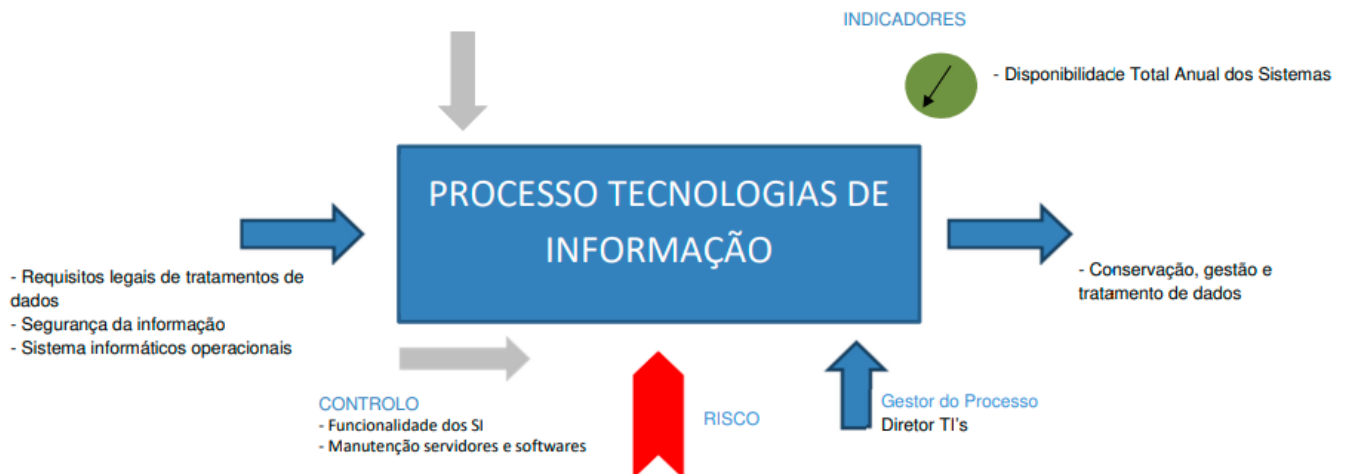 INDICADORES
- Disponibilidade Total Anual dos Sistemas
PROCESSO TECNOLOGIAS DE
INFORMAÇÃO
- Requisitos legais de tratamentos de
dados
- Segurança da informação
- Sistema informáticos operacionais
- Conservação, gestão e
tratamento de dados
CONTROLO
- Funcionalidade dos SI
- Manutenção servidores e softwares
RISCO
Gestor do Processo
Diretor TI's